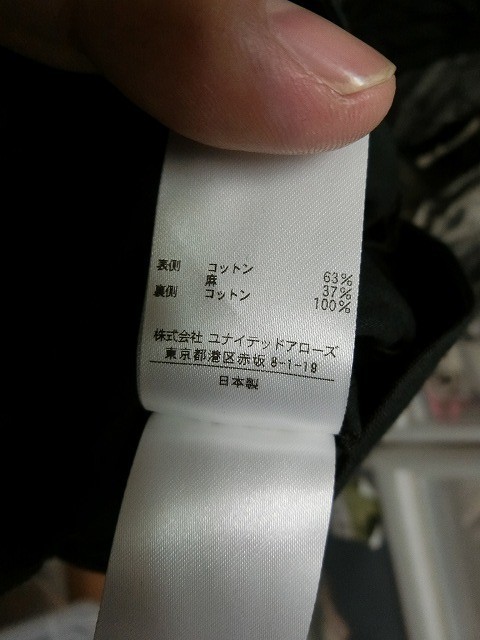 表側 コットン 63%
麻 37%
裏側 コットン 100%
株式会社 ユナイテッドアローズ
東京都港区赤坂 8-1-19
日本製